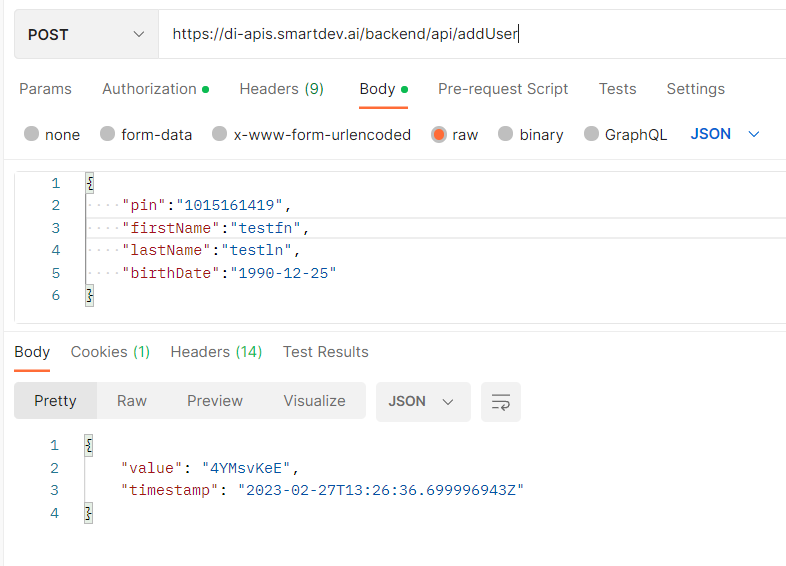 POST https://di-apis.smartdev.ai/backend/api/addUser
Params Authorization Headers (9) Body Pre-request Script Tests Settings
none form-data x-www-form-urlencoded raw binary GraphQL JSON
1 {
2 "pin":"1015161419",
3 "firstName":"testfn",
4 "lastName":"testln",
5 "birthDate":"1990-12-25"
6 }
Body Cookies (1) Headers (14) Test Results
Pretty Raw Preview Visualize JSON
1 {
2 "value": "4YMsvKeE",
3 "timestamp": "2023-02-27T13:26:36.699996943Z"
4 }